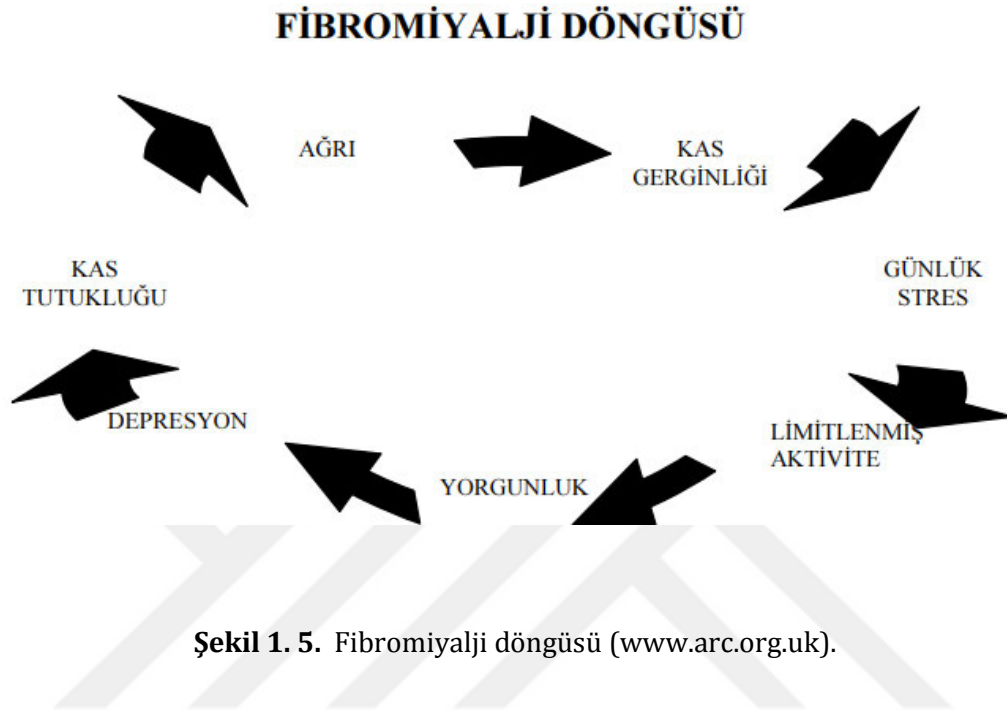 FİBROMİYALJİ DÖNGÜSÜ
AĞRI
KAS
GERGİNLİĞİ
GÜNLÜK
STRES
LİMİTLENMİŞ
AKTİVİTE
YORGUNLUK
DEPRESYON
KAS
TUTUKLUĞU
Şekil 1. 5. Fibromiyalji döngüsü (www.arc.org.uk).